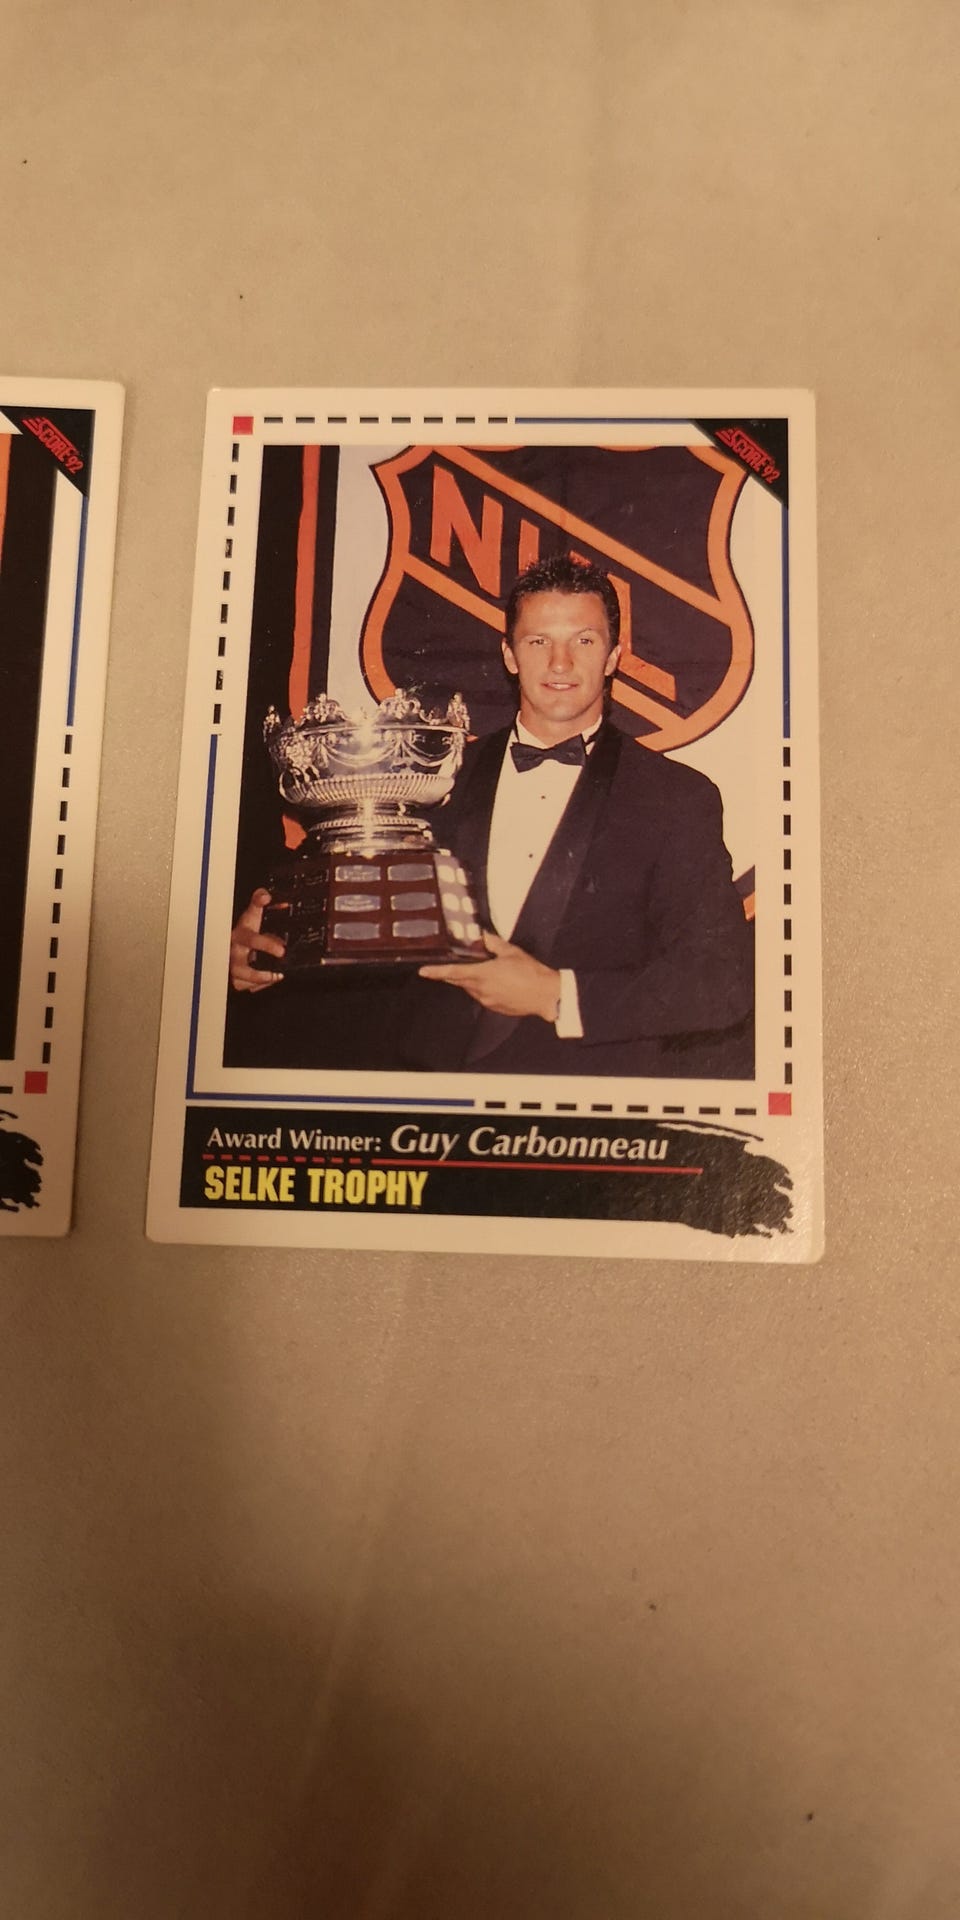 SCORE 92
SCORE 92
NHL
Award Winner: Guy Carbonneau
SELKE TROPHY